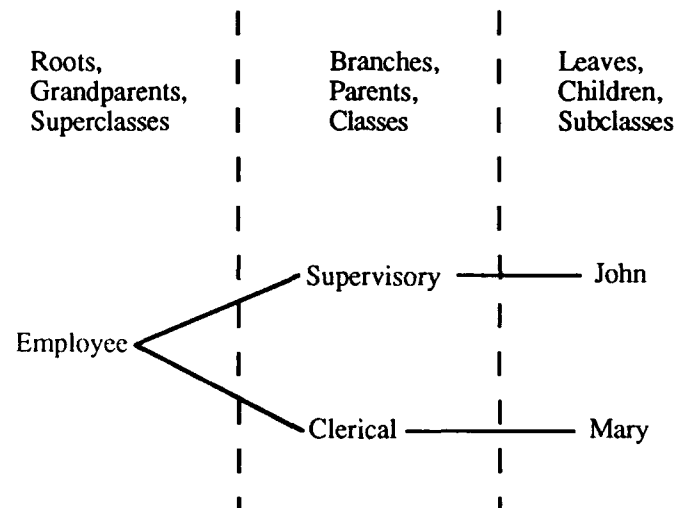 Roots,
Grandparents,
Superclasses
Branches,
Parents,
Classes
Leaves,
Children,
Subclasses
Supervisory
John
Employee
Clerical
Mary